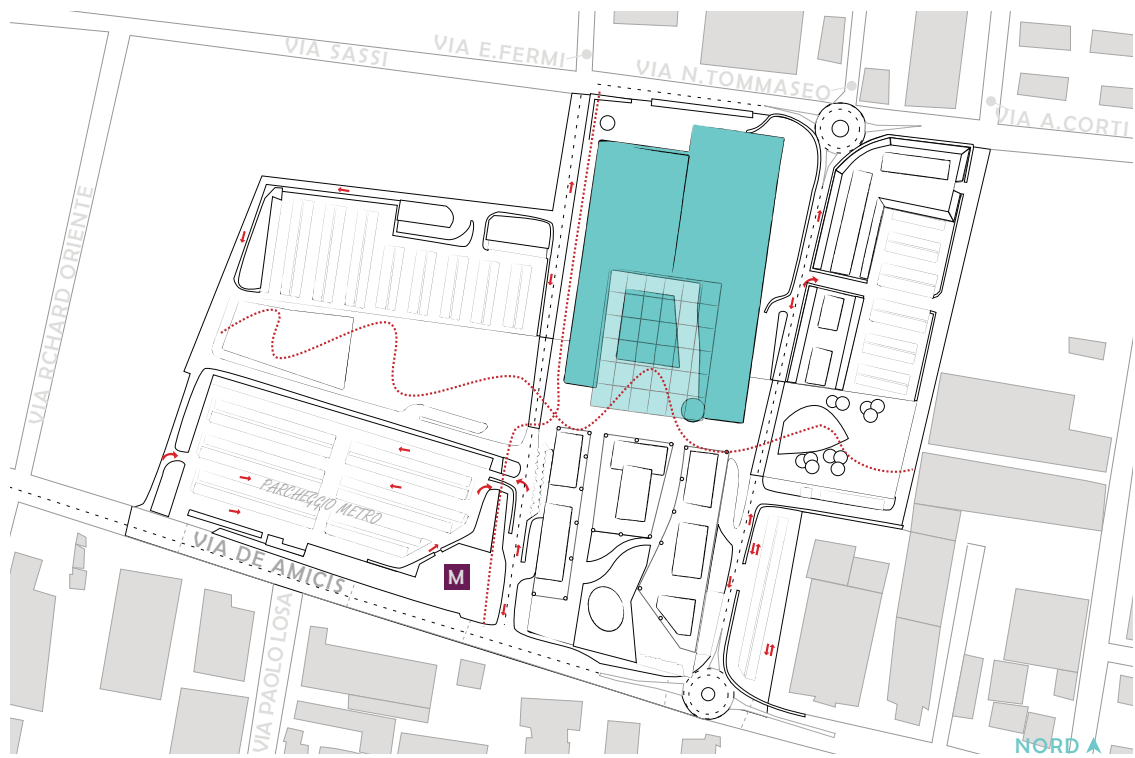 VIA SASSI
VIA E.FERMI
VIA N.TOMMASEO
VIA A.CORTI
VIA RCHARD ORIENTE
PARCHEGGIO METRO
VIA DE AMICIS
M
VIA PAOLO LOSA
NORD